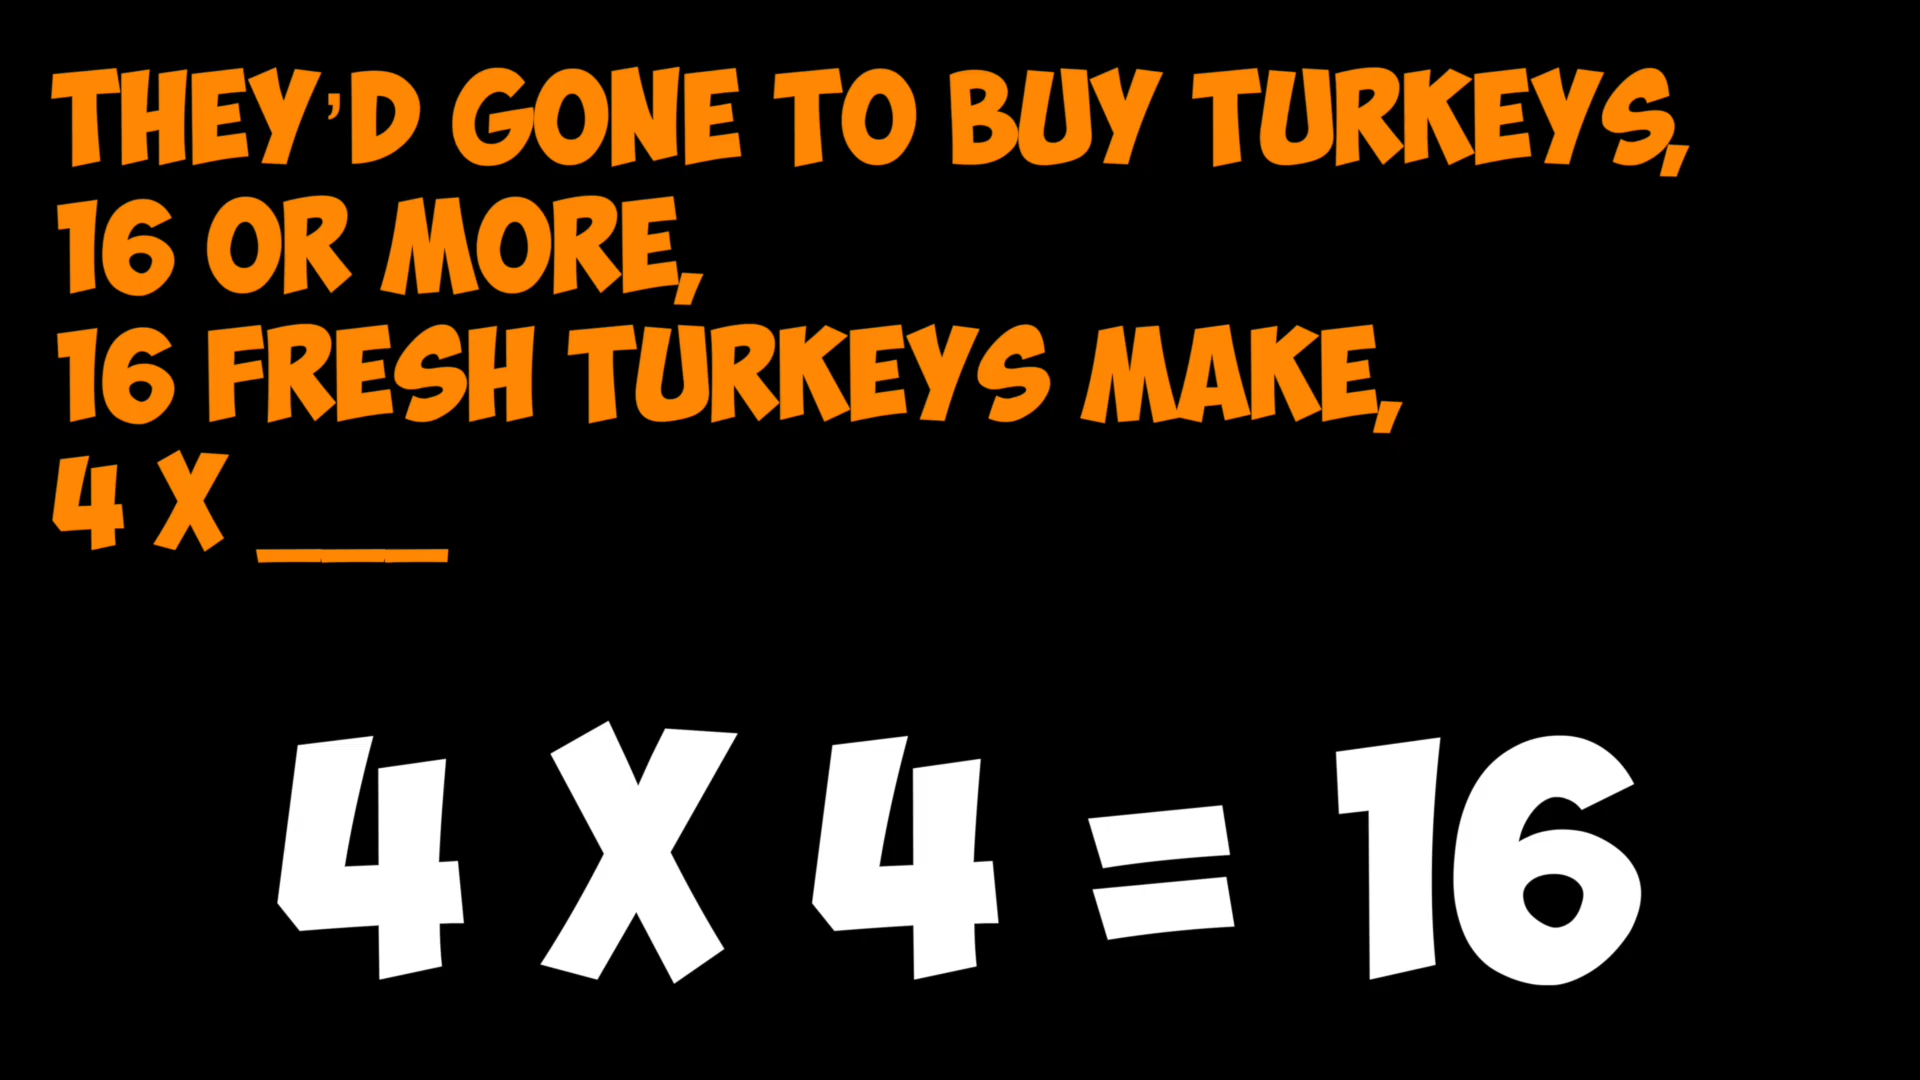 THEY'D GONE TO BUY TURKEYS,
16 OR MORE,
16 FRESH TURKEYS MAKE,
4 X ___
4 X 4 = 16